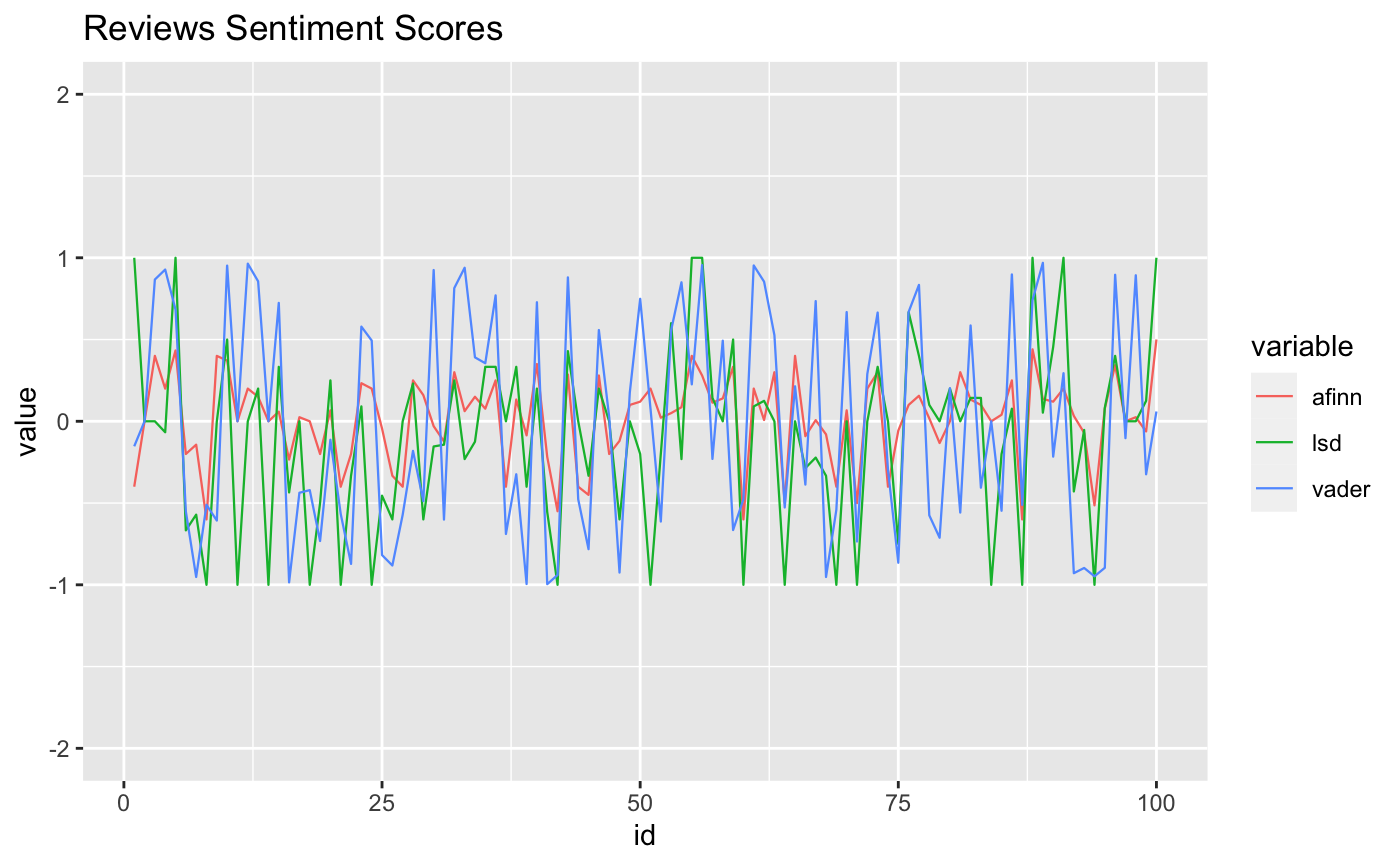 Reviews Sentiment Scores
2
1
0
-1
-2
value
0 25 50 75 100
id
variable
afinn
lsd
vader